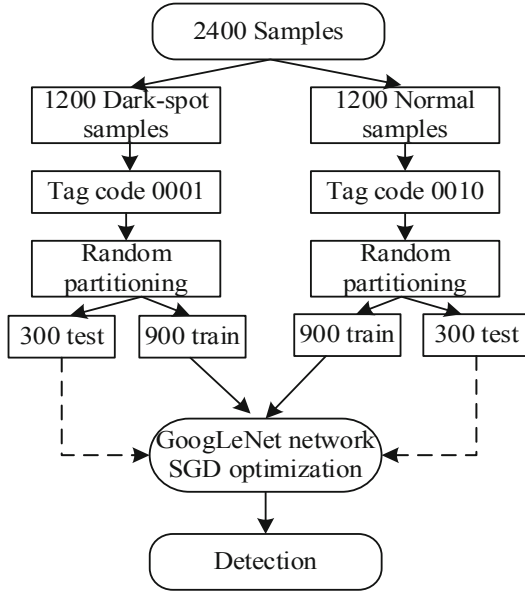 2400 Samples
1200 Dark-spot
samples
1200 Normal
samples
Tag code 0001
Tag code 0010
Random
partitioning
Random
partitioning
300 test
900 train
900 train
300 test
GoogLeNet network
SGD optimization
Detection